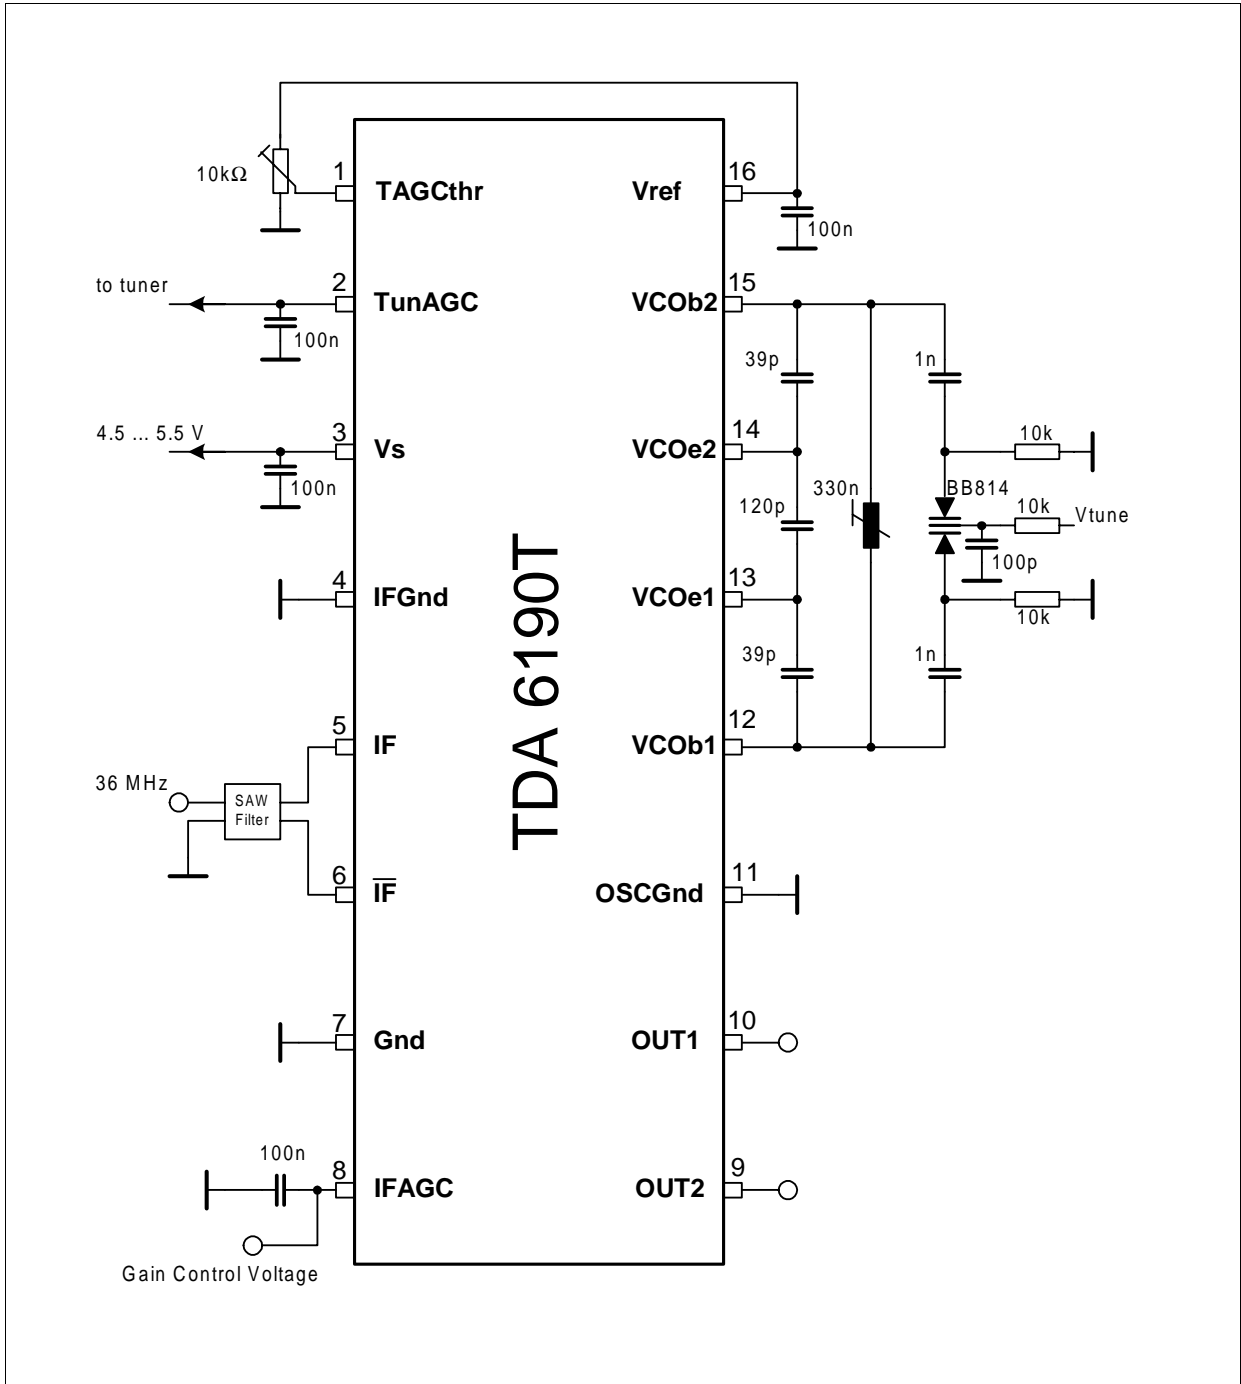 10kΩ
1
TAGCthr
Vref
16
100n
to tuner
2
TunAGC
100n
VCOb2
15
39p
1n
4.5 ... 5.5 V
3
Vs
100n
VCOe2
14
10k
330n
BB814
120p
10k
Vtune
100p
TDA 6190T
4
IFGnd
VCOe1
13
10k
39p
1n
5
IF
VCOb1
12
36 MHz
SAW
Filter
6
I̅F̅
OSCGnd
11
7
Gnd
OUT1
10
100n
8
IFAGC
OUT2
9
Gain Control Voltage